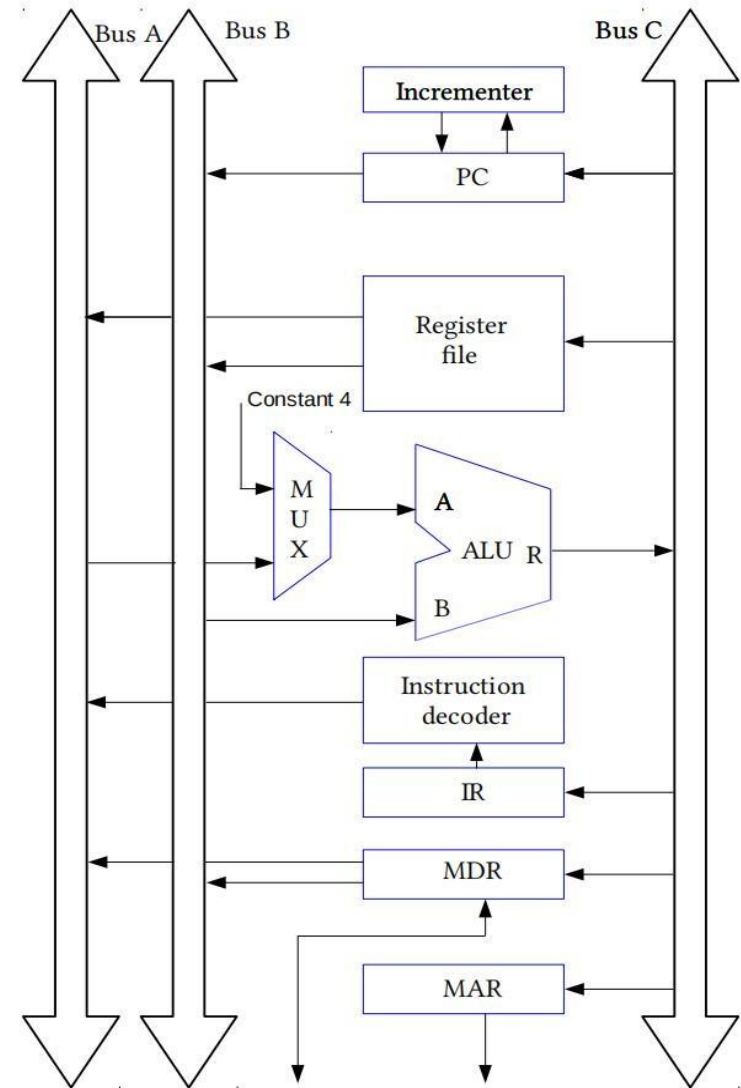 Bus A
Bus B
Bus C
Incrementer
PC
Register
file
Constant 4
M
U
X
A
ALU R
B
Instruction
decoder
IR
MDR
MAR